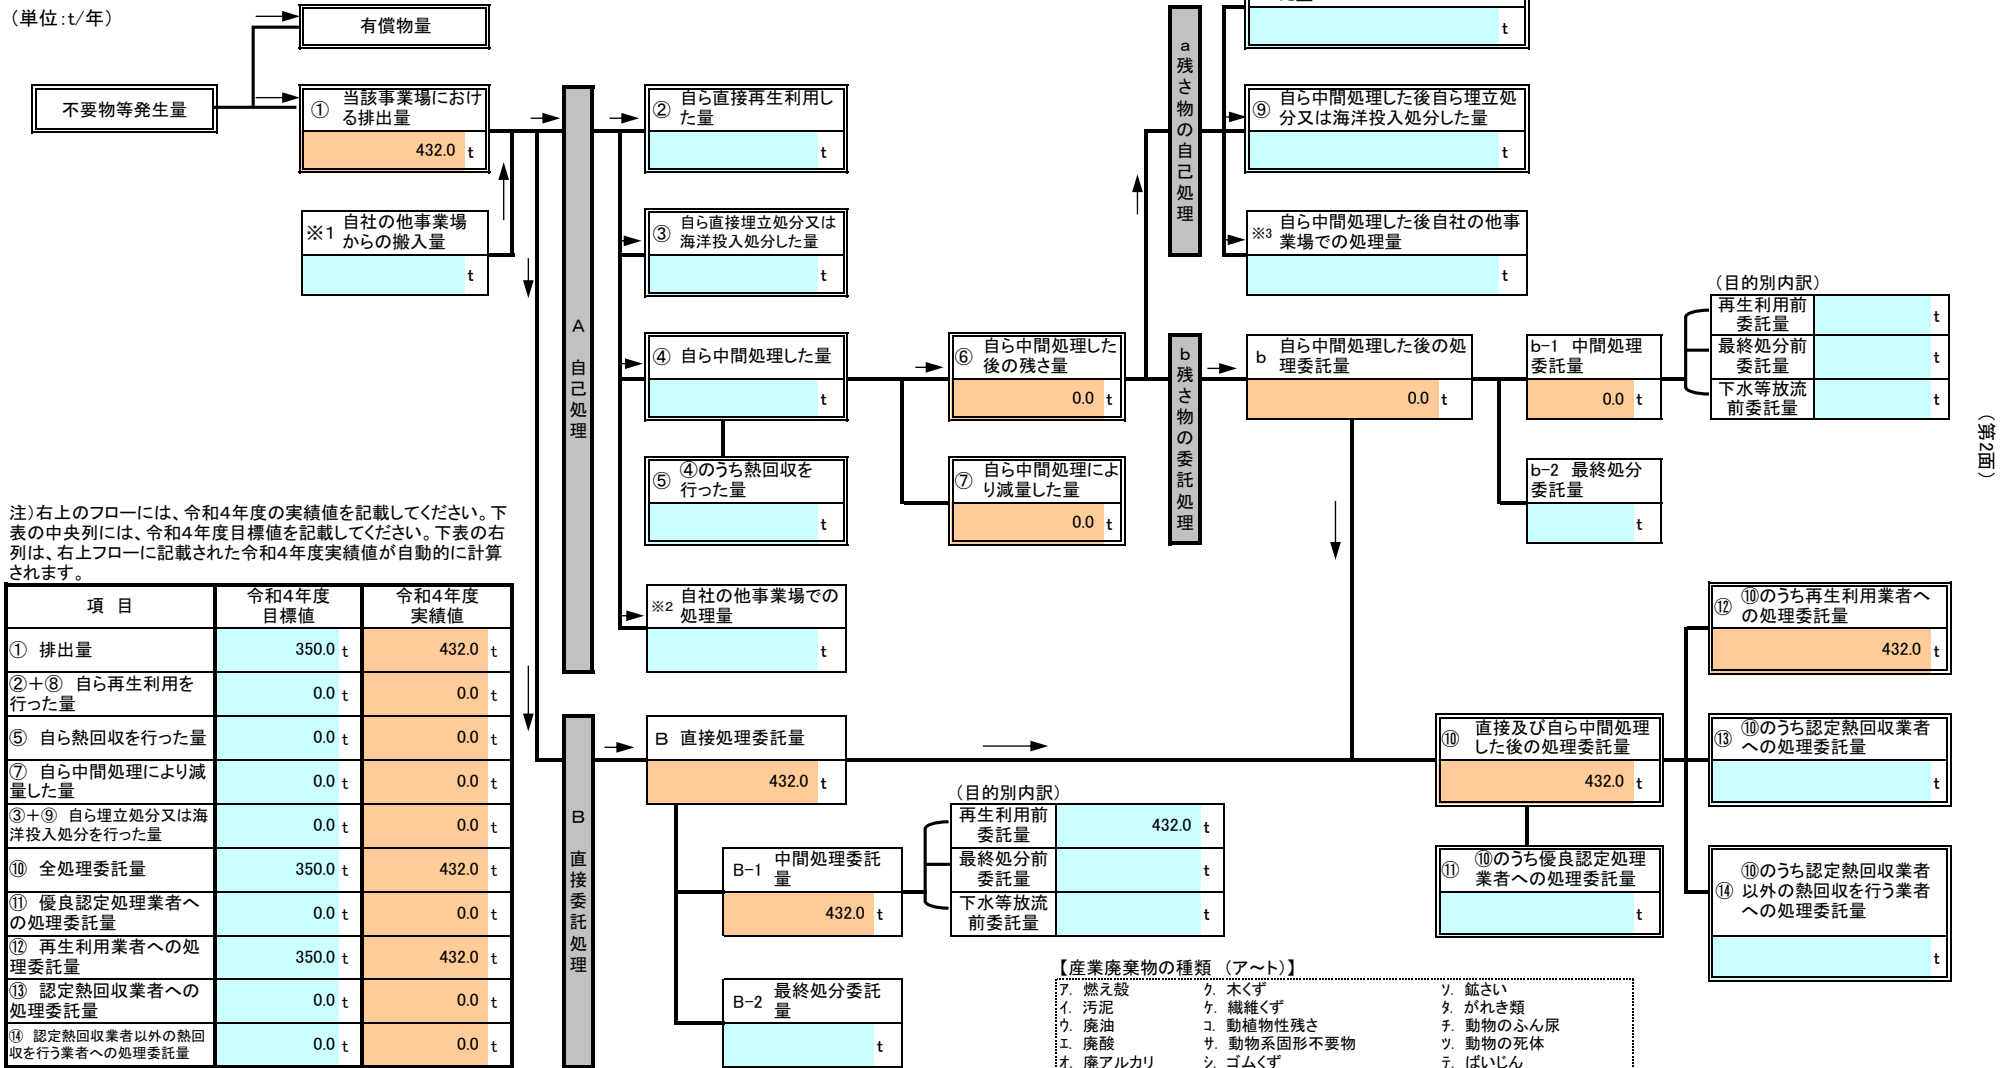 (単位:t/年)
有償物量
不要物等発生量
① 当該事業場におけ
る排出量
432.0 t
※1 自社の他事業場
からの搬入量
t
A 自己処理
② 自ら直接再生利用し
た量
t
③ 自ら直接埋立処分又は
海洋投入処分した量
t
④ 自ら中間処理した量
t
⑤ ④のうち熱回収を
行った量
t
※2 自社の他事業場での
処理量
t
⑥ 自ら中間処理した
後の残さ量
0.0 t
⑦ 自ら中間処理によ
り減量した量
0.0 t
a残さ物の自己処理
t
⑨ 自ら中間処理した後自ら埋立処
分又は海洋投入処分した量
t
※3 自ら中間処理した後自社の他事
業場での処理量
t
b残さ物の委託処理
b 自ら中間処理した後の処
理委託量
0.0 t
b-1 中間処理
委託量
0.0 t
b-2 最終処分
委託量
t
(目的別内訳)
再生利用前
委託量
t
最終処分前
委託量
t
下水等放流
前委託量
t
(第2面)
注)右上のフローには、令和4年度の実績値を記載してください。下
表の中央列には、令和4年度目標値を記載してください。下表の右
列は、右上フローに記載された令和4年度実績値が自動的に計算
されます。
項 目 令和4年度 目標値 令和4年度 実績値
① 排出量 350.0 t 432.0 t
②+⑧ 自ら再生利用を
行った量 0.0 t 0.0 t
⑤ 自ら熱回収を行った量 0.0 t 0.0 t
⑦ 自ら中間処理により減
量した量 0.0 t 0.0 t
③+⑨ 自ら埋立処分又は海
洋投入処分を行った量 0.0 t 0.0 t
⑩ 全処理委託量 350.0 t 432.0 t
⑪ 優良認定処理業者へ
の処理委託量 0.0 t 0.0 t
⑫ 再生利用業者への処
理委託量 350.0 t 432.0 t
⑬ 認定熱回収業者への
処理委託量 0.0 t 0.0 t
⑭ 認定熱回収業者以外の熱回
収を行う業者への処理委託量 0.0 t 0.0 t
B 直接委託処理
B 直接処理委託量
432.0 t
B-1 中間処理委託
量
432.0 t
B-2 最終処分委託
量
t
(目的別内訳)
再生利用前
委託量
432.0 t
最終処分前
委託量
t
下水等放流
前委託量
t
⑩ 直接及び自ら中間処理
した後の処理委託量
432.0 t
⑪ ⑩のうち優良認定処理
業者への処理委託量
t
⑫ ⑩のうち再生利用業者へ
の処理委託量
432.0 t
⑬ ⑩のうち認定熱回収業者
への処理委託量
t
⑭ ⑩のうち認定熱回収業者
以外の熱回収を行う業者
への処理委託量
t
【産業廃棄物の種類 (ア~ト)】
ア. 燃え殻 ク. 木くず ソ. 鉱さい
イ. 汚泥 ケ. 繊維くず タ. がれき類
ウ. 廃油 コ. 動植物性残さ チ. 動物のふん尿
エ. 廃酸 サ. 動物系固形不要物 ツ. 動物の死体
オ. 廃アルカリ シ. ゴムくず テ. ばいじん